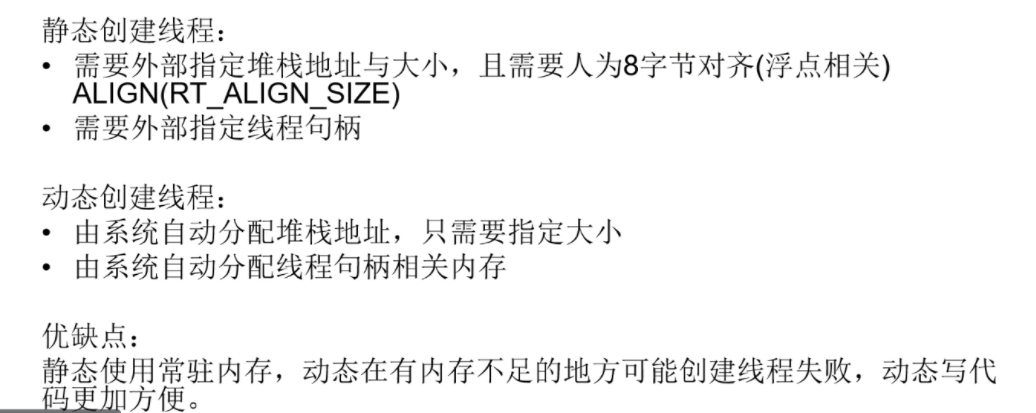 静态创建线程：
• 需要外部指定堆栈地址与大小，且需要人为8字节对齐(浮点相关)
ALIGN(RT_ALIGN_SIZE)
• 需要外部指定线程句柄
动态创建线程：
• 由系统自动分配堆栈地址，只需要指定大小
• 由系统自动分配线程句柄相关内存
优缺点：
静态使用常驻内存，动态在有内存不足的地方可能创建线程失败，动态写代
码更加方便。